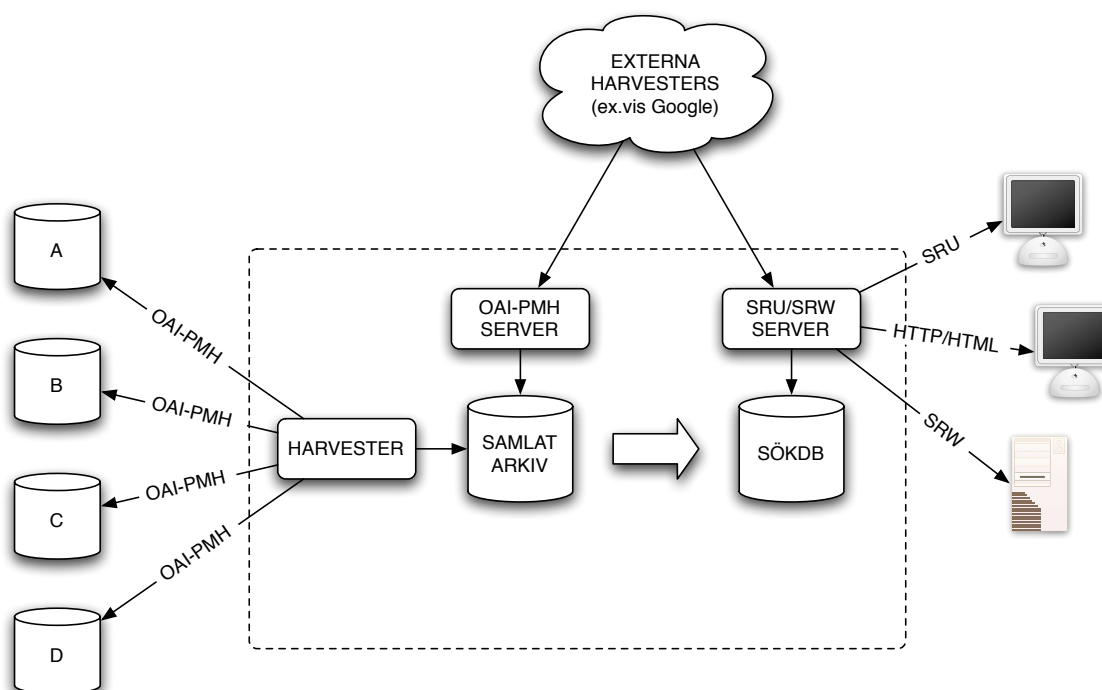 EXTERNA
HARVESTERS
(ex.vis Google)
A
B
C
D
OAI-PMH
OAI-PMH
OAI-PMH
OAI-PMH
HARVESTER
OAI-PMH
SERVER
SAMLAT
ARKIV
SRU/SRW
SERVER
SÖKDB
SRU
HTTP/HTML
SRW